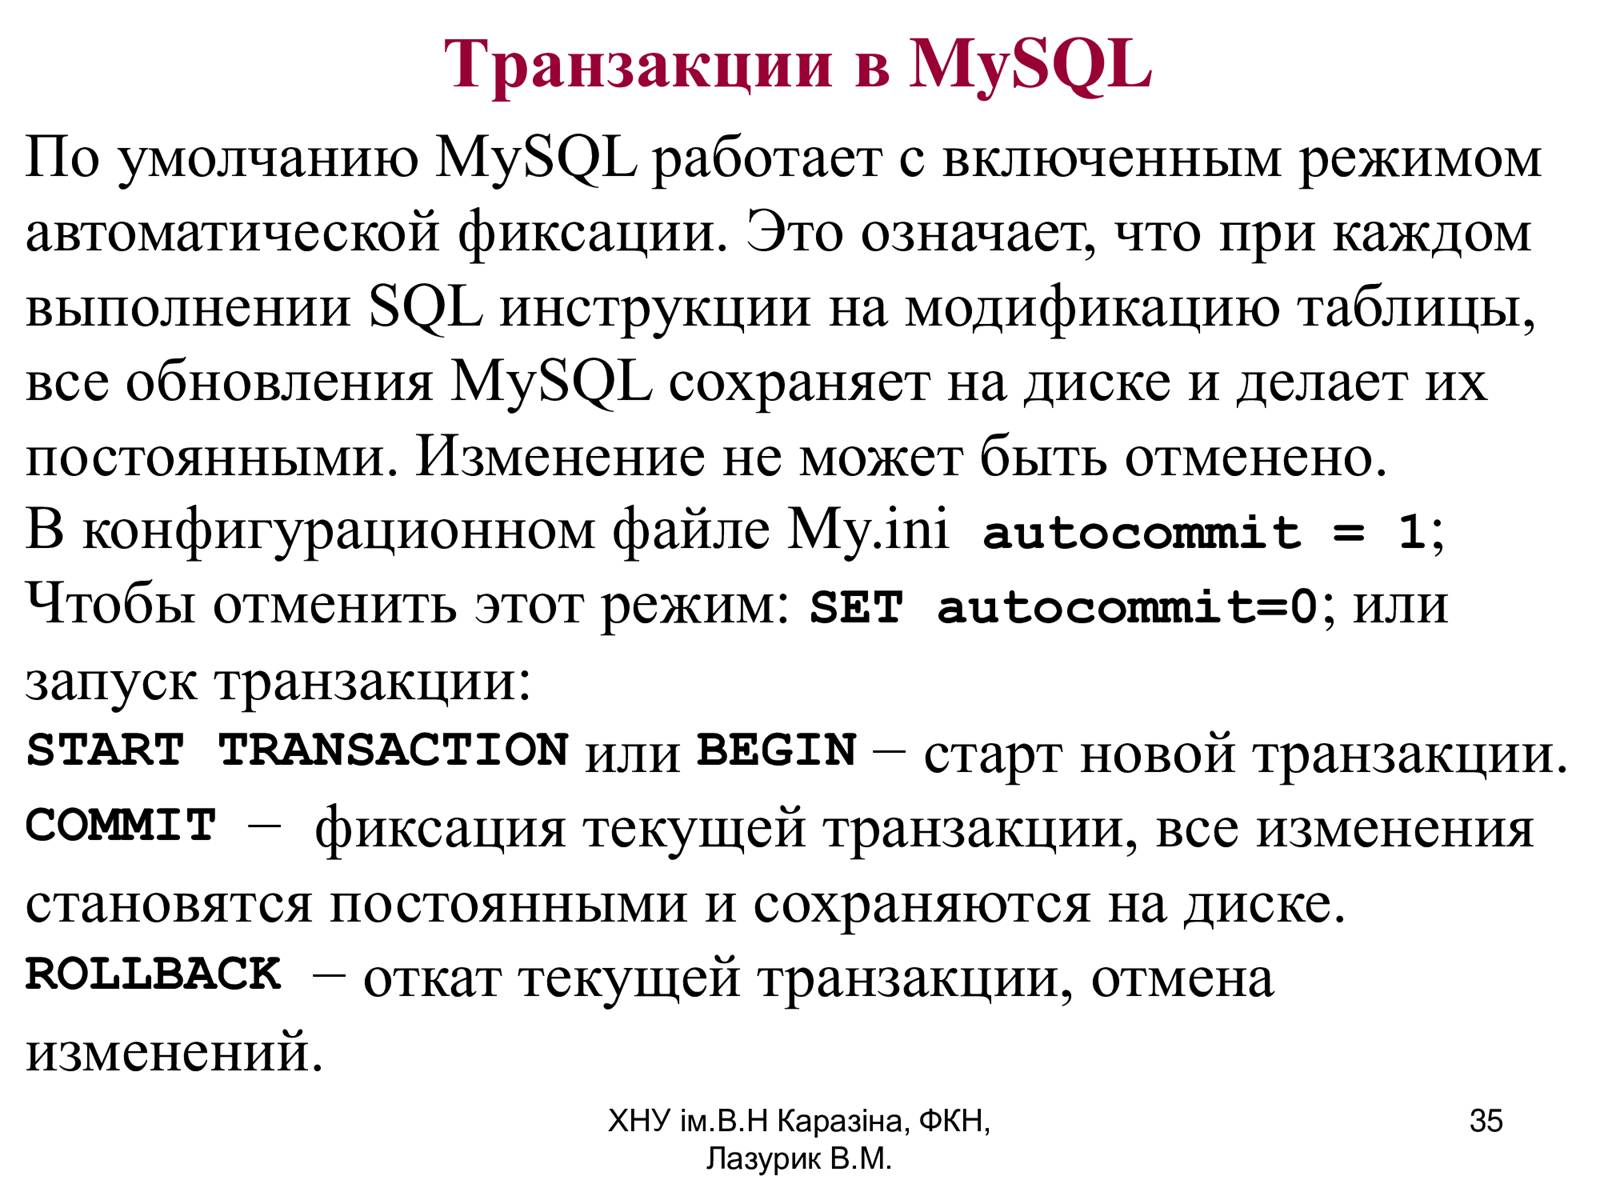 Транзакции в MySQL
По умолчанию MySQL работает с включенным режимом
автоматической фиксации. Это означает, что при каждом
выполнении SQL инструкции на модификацию таблицы,
все обновления MySQL сохраняет на диске и делает их
постоянными. Изменение не может быть отменено.
В конфигурационном файле My.ini autocommit = 1;
Чтобы отменить этот режим: SET autocommit=0; или
запуск транзакции:
START TRANSACTION или BEGIN – старт новой транзакции.
COMMIT – фиксация текущей транзакции, все изменения
становятся постоянными и сохраняются на диске.
ROLLBACK – откат текущей транзакции, отмена
изменений.
ХНУ ім.В.Н Каразіна, ФКН,
Лазурик В.М.
35